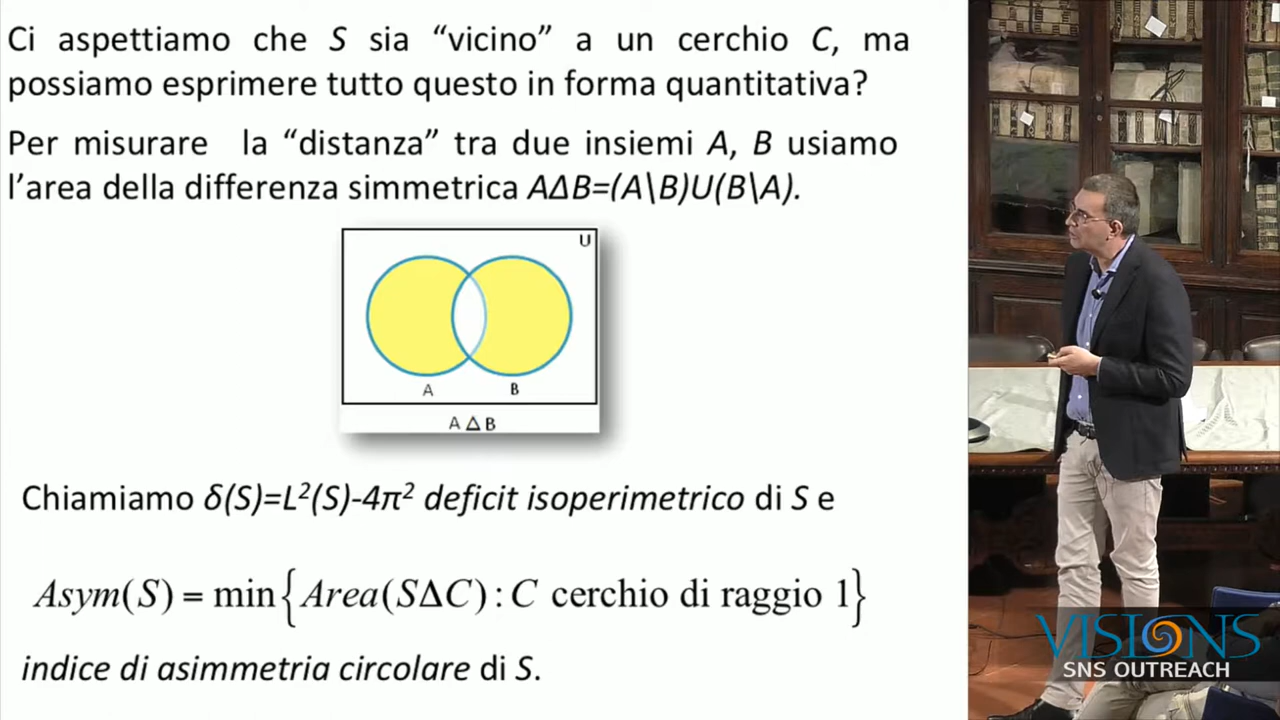 Ci aspettiamo che S sia “vicino” a un cerchio C, ma
possiamo esprimere tutto questo in forma quantitativa?
Per misurare la “distanza” tra due insiemi A, B usiamo
l’area della differenza simmetrica AΔB=(A\B)U(B\A).
U
A B
A Δ B
Chiamiamo δ(S)=L²(S)-4π² deficit isoperimetrico di S e
Asym(S) = min{Area(SΔC) : C cerchio di raggio 1}
indice di asimmetria circolare di S.
VISIONS
SNS OUTREACH